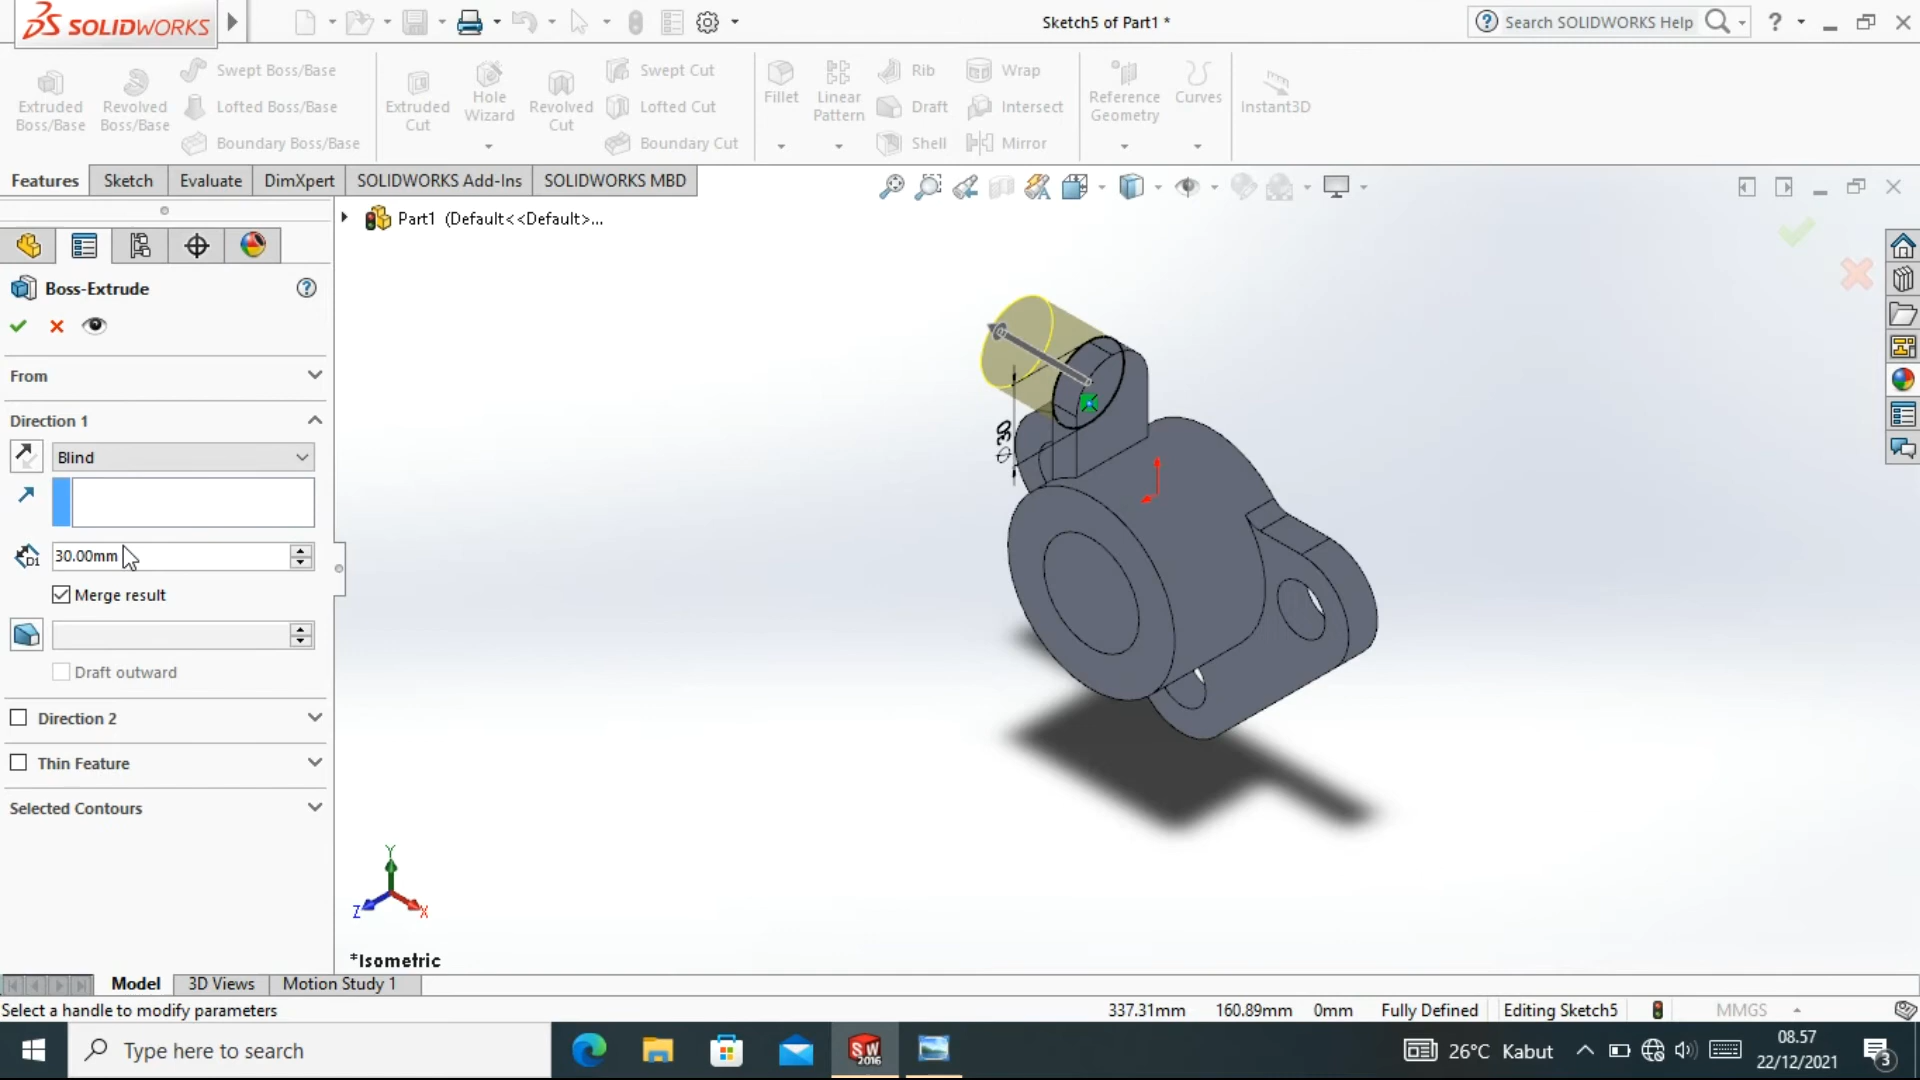 SOLIDWORKS
Sketch5 of Part1 *
Search SOLIDWORKS Help
Extruded Boss/Base
Revolved Boss/Base
Swept Boss/Base
Lofted Boss/Base
Boundary Boss/Base
Extruded Cut
Hole Wizard
Revolved Cut
Swept Cut
Lofted Cut
Boundary Cut
Fillet
Linear Pattern
Rib
Draft
Shell
Wrap
Intersect
Mirror
Reference Geometry
Curves
Instant3D
Features
Sketch
Evaluate
DimXpert
SOLIDWORKS Add-Ins
SOLIDWORKS MBD
Part1 (Default<<Default>...
Boss-Extrude
From
Direction 1
Blind
D1
30.00mm
Merge result
Draft outward
Direction 2
Thin Feature
Selected Contours
∅30
Y
Z
X
*Isometric
Model
3D Views
Motion Study 1
Select a handle to modify parameters
337.31mm
160.89mm
0mm
Fully Defined
Editing Sketch5
MMGS
Type here to search
SW
2016
26°C Kabut
08.57
22/12/2021
3